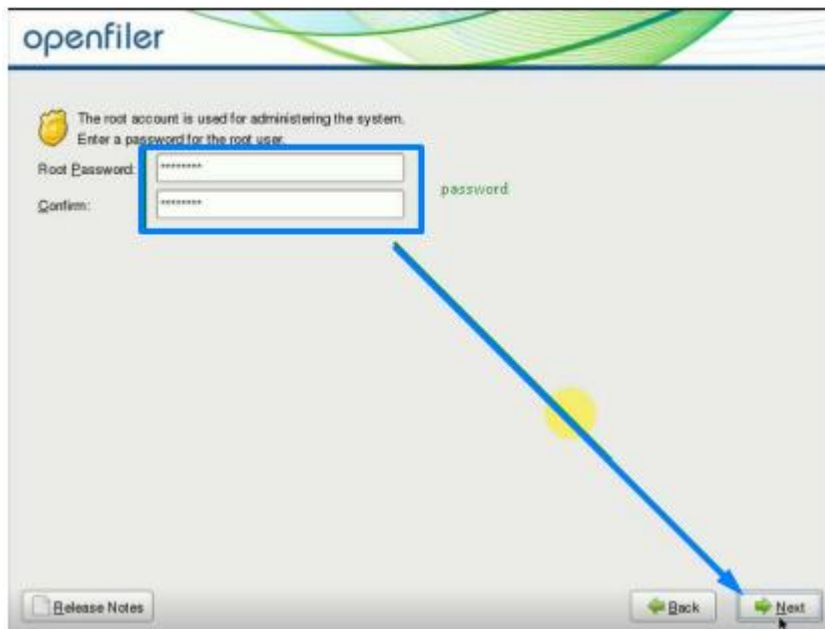 openfiler
The root account is used for administering the system.
Enter a password for the root user.
Root Password: ********
password
Confirm: ********
Release Notes
Back
Next